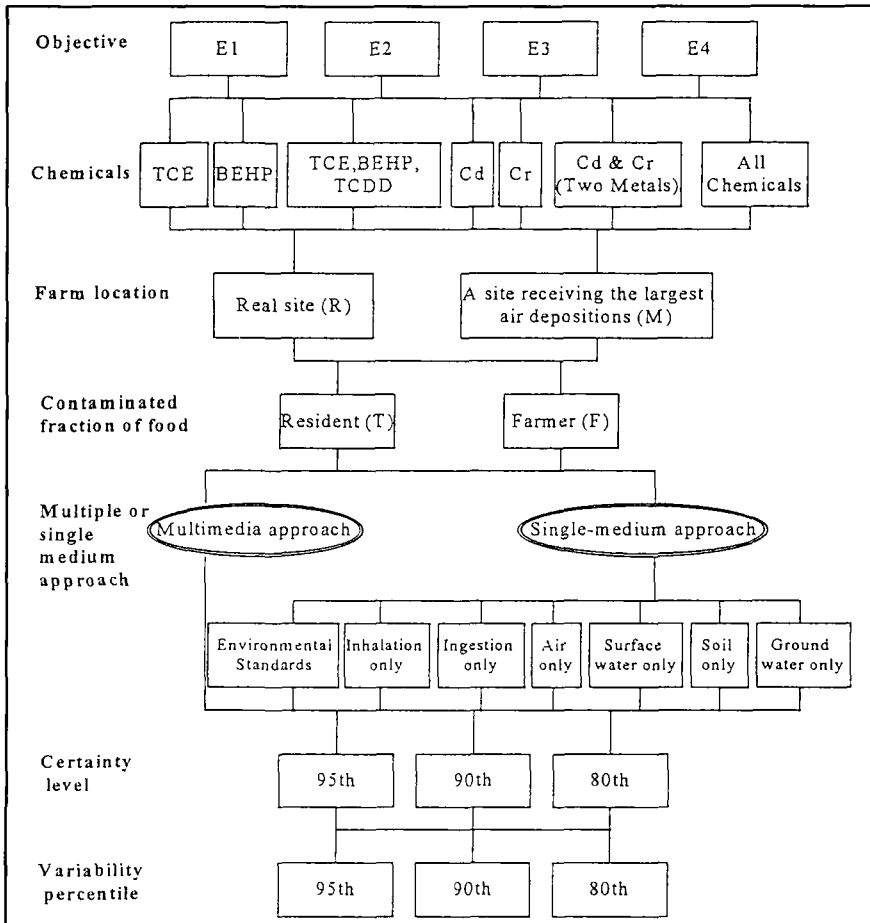 Objective
E1
E2
E3
E4
Chemicals
TCE
BEHP
TCE,BEHP,
TCDD
Cd
Cr
Cd & Cr
(Two Metals)
All
Chemicals
Farm location
Real site (R)
A site receiving the largest
air depositions (M)
Contaminated
fraction of food
Resident (T)
Farmer (F)
Multiple or
single
medium
approach
Multimedia approach
Single-medium approach
Environmental
Standards
Inhalation
only
Ingestion
only
Air
only
Surface
water only
Soil
only
Ground
water only
Certainty
level
95th
90th
80th
Variability
percentile
95th
90th
80th